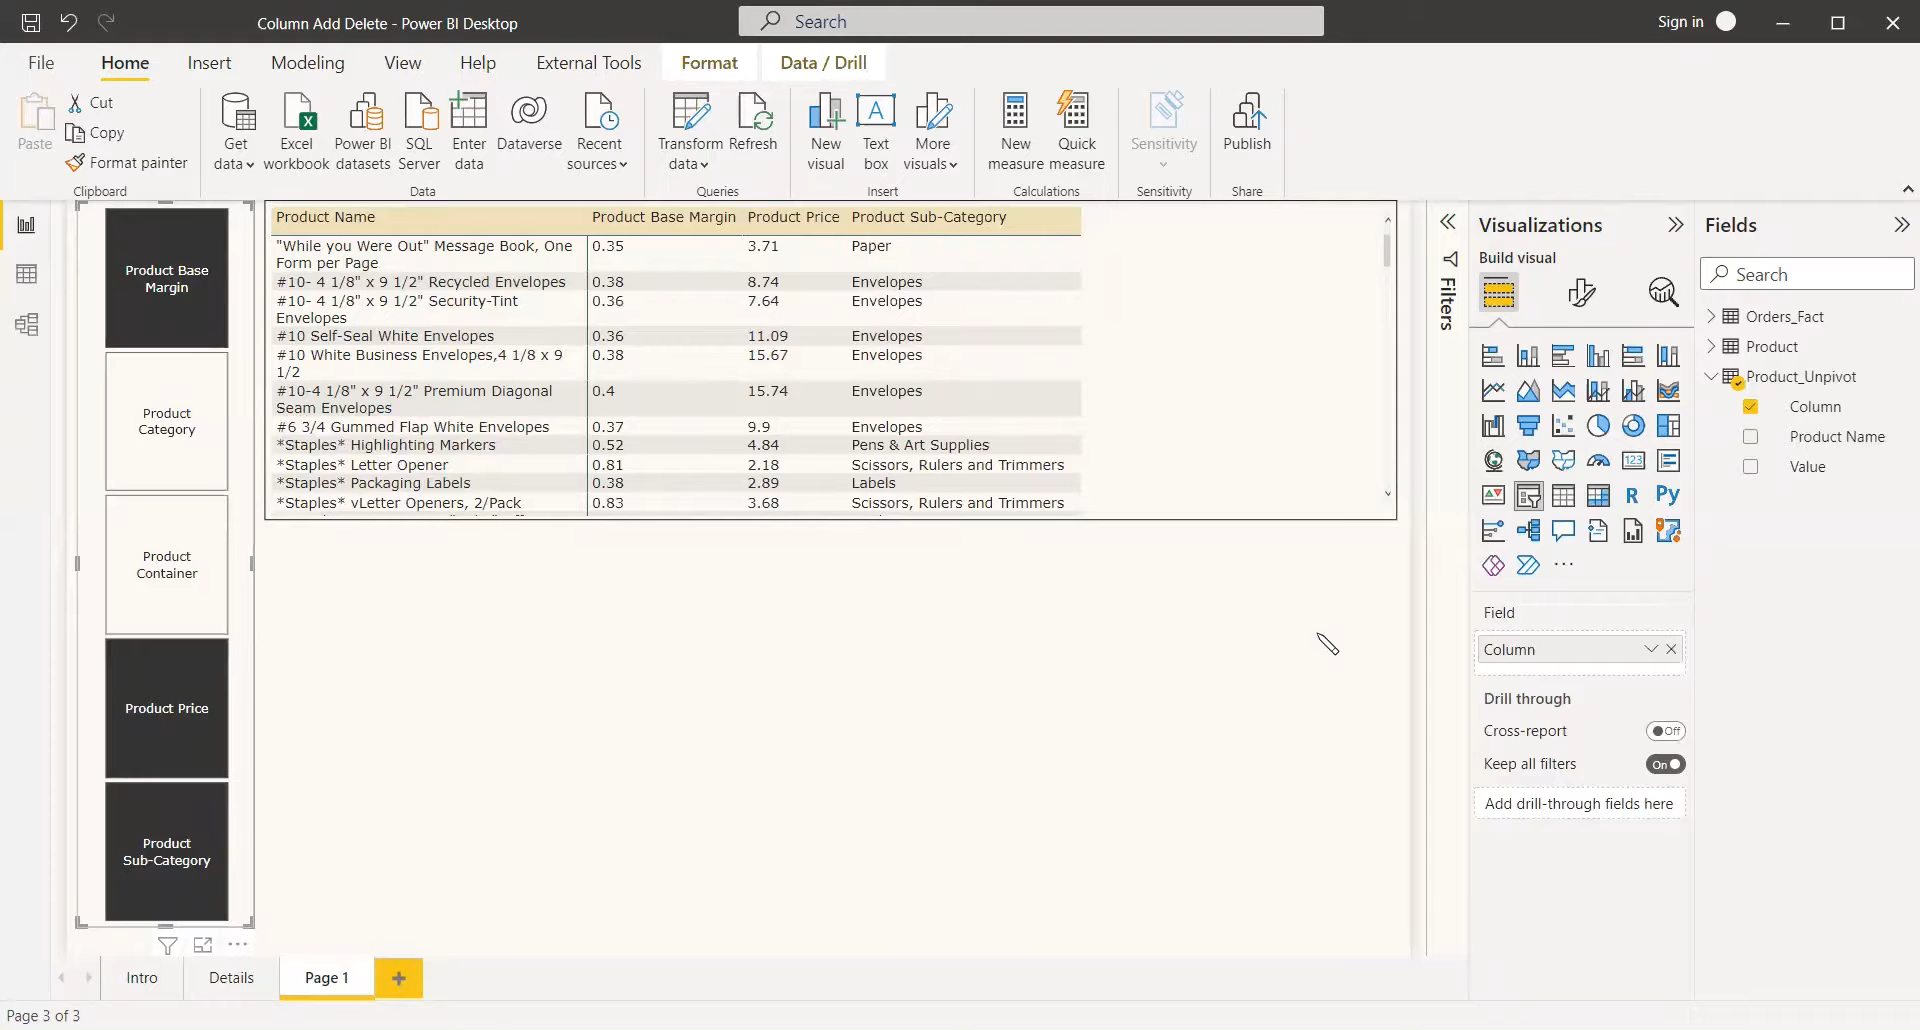 Column Add Delete - Power BI Desktop
Search
Sign in
File
Home
Insert
Modeling
View
Help
External Tools
Format
Data / Drill
Paste
Cut
Copy
Format painter
Clipboard
Get data
Excel workbook
Power BI datasets
SQL Server
Enter data
Dataverse
Recent sources
Data
Transform data
Refresh
Queries
New visual
Text box
More visuals
Insert
New measure
Quick measure
Calculations
Sensitivity
Sensitivity
Publish
Share
Product Base
Margin
Product
Category
Product
Container
Product Price
Product
Sub-Category
Product Name Product Base Margin Product Price Product Sub-Category
"While you Were Out" Message Book, One Form per Page 0.35 3.71 Paper
#10- 4 1/8" x 9 1/2" Recycled Envelopes 0.38 8.74 Envelopes
#10- 4 1/8" x 9 1/2" Security-Tint Envelopes 0.36 7.64 Envelopes
#10 Self-Seal White Envelopes 0.36 11.09 Envelopes
#10 White Business Envelopes,4 1/8 x 9 1/2 0.38 15.67 Envelopes
#10-4 1/8" x 9 1/2" Premium Diagonal Seam Envelopes 0.4 15.74 Envelopes
#6 3/4 Gummed Flap White Envelopes 0.37 9.9 Envelopes
*Staples* Highlighting Markers 0.52 4.84 Pens & Art Supplies
*Staples* Letter Opener 0.81 2.18 Scissors, Rulers and Trimmers
*Staples* Packaging Labels 0.38 2.89 Labels
*Staples* vLetter Openers, 2/Pack 0.83 3.68 Scissors, Rulers and Trimmers
Filters
Visualizations
Build visual
123
R
Py
Field
Column
Drill through
Cross-report
Off
Keep all filters
On
Add drill-through fields here
Fields
Search
Orders_Fact
Product
Product_Unpivot
Column
Product Name
Value
Intro
Details
Page 1
Page 3 of 3